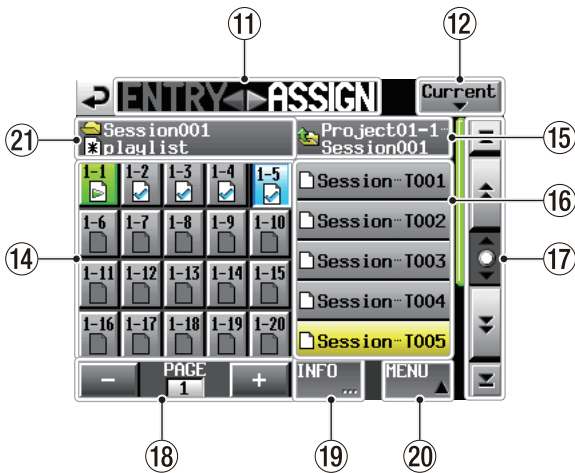 11 12
ENTRY ASSIGN Current
21 Session001 Project01-1… 15
*playlist Session001
1-1 1-2 1-3 1-4 1-5 Session…T001 16
1-6 1-7 1-8 1-9 1-10 Session…T002
14 1-11 1-12 1-13 1-14 1-15 Session…T003 17
Session…T004
1-16 1-17 1-18 1-19 1-20 Session…T005
− PAGE + INFO ... MENU
1
18 19 20